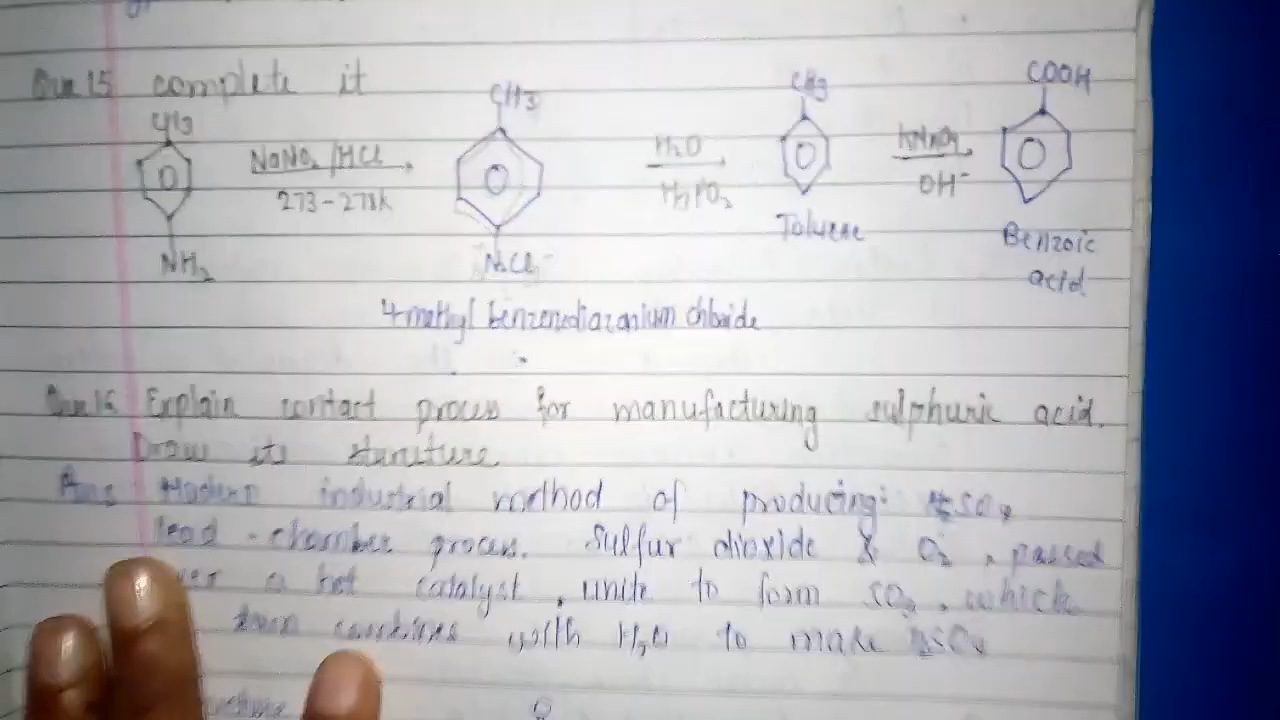 Que 15 complete it
CH3
NH2
NaNO2 /HCl
273-278k
CH3
N2Cl-
4-methyl benzenediazonium chloride
H2O
H3PO2
CH3
Toluene
KMnO4
OH-
COOH
Benzoic
acid
Que 16 Explain contact process for manufacturing sulphuric acid.
Draw its
Ans Modern industrial method of producing H2SO4
lead-chamber process. Sulfur dioxide & O2, passed
a hot catalyst, unite to form SO3, which
combines with H2O to make H2SO4
O